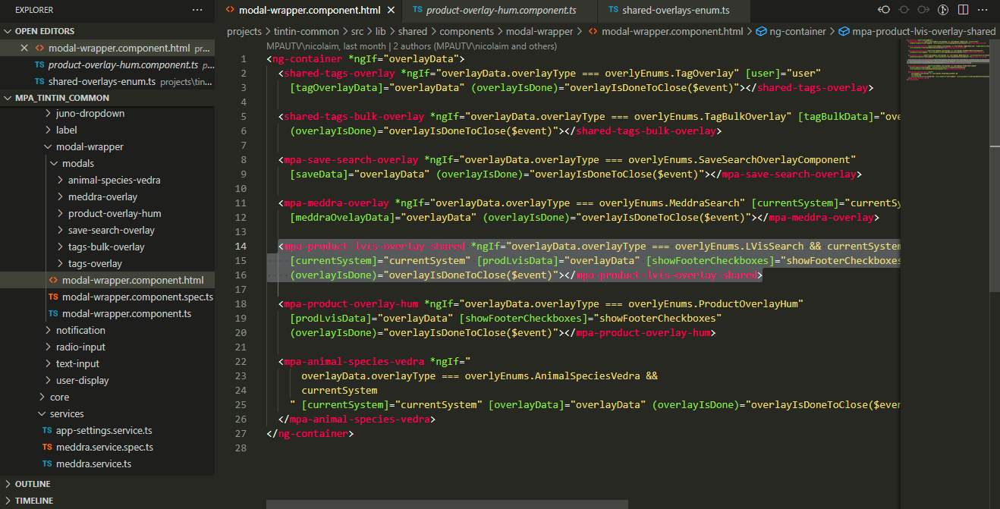 EXPLORER
OPEN EDITORS
modal-wrapper.component.html pr...
TS product-overlay-hum.component.ts p...
TS shared-overlays-enum.ts projects\tin...
MPA_TINTIN_COMMON
juno-dropdown
label
modal-wrapper
modals
animal-species-vedra
meddra-overlay
product-overlay-hum
save-search-overlay
tags-bulk-overlay
tags-overlay
modal-wrapper.component.html
TS modal-wrapper.component.spec.ts
TS modal-wrapper.component.ts
notification
radio-input
text-input
user-display
core
services
TS app-settings.service.ts
TS meddra.service.spec.ts
TS meddra.service.ts
OUTLINE
TIMELINE
modal-wrapper.component.html
TS product-overlay-hum.component.ts
TS shared-overlays-enum.ts
projects > tintin-common > src > lib > shared > components > modal-wrapper > modal-wrapper.component.html > ng-container > mpa-product-lvis-overlay-shared
MPAUTV\nicolaim, last month | 2 authors (MPAUTV\nicolaim and others)
1 <ng-container *ngIf="overlayData">
2 <shared-tags-overlay *ngIf="overlayData.overlayType === overlyEnums.TagOverlay" [user]="user"
3 [tagOverlayData]="overlayData" (overlayIsDone)="overlayIsDoneToClose($event)"></shared-tags-overlay>
4
5 <shared-tags-bulk-overlay *ngIf="overlayData.overlayType === overlyEnums.TagBulkOverlay" [tagBulkData]="ove
6 (overlayIsDone)="overlayIsDoneToClose($event)"></shared-tags-bulk-overlay>
7
8 <mpa-save-search-overlay *ngIf="overlayData.overlayType === overlyEnums.SaveSearchOverlayComponent"
9 [saveData]="overlayData" (overlayIsDone)="overlayIsDoneToClose($event)"></mpa-save-search-overlay>
10
11 <mpa-meddra-overlay *ngIf="overlayData.overlayType === overlyEnums.MeddraSearch" [currentSystem]="currentSy
12 [meddraOvelayData]="overlayData" (overlayIsDone)="overlayIsDoneToClose($event)"></mpa-meddra-overlay>
13
14 <mpa-product-lvis-overlay-shared *ngIf="overlayData.overlayType === overlyEnums.LVisSearch && currentSystem
15 [currentSystem]="currentSystem" [prodLvisData]="overlayData" [showFooterCheckboxes]="showFooterCheckboxes
16 (overlayIsDone)="overlayIsDoneToClose($event)"></mpa-product-lvis-overlay-shared>
17
18 <mpa-product-overlay-hum *ngIf="overlayData.overlayType === overlyEnums.ProductOverlayHum"
19 [prodLvisData]="overlayData" [showFooterCheckboxes]="showFooterCheckboxes"
20 (overlayIsDone)="overlayIsDoneToClose($event)"></mpa-product-overlay-hum>
21
22 <mpa-animal-species-vedra *ngIf="
23 overlayData.overlayType === overlyEnums.AnimalSpeciesVedra &&
24 currentSystem
25 " [currentSystem]="currentSystem" [overlayData]="overlayData" (overlayIsDone)="overlayIsDoneToClose($even
26 </mpa-animal-species-vedra>
27 </ng-container>
28